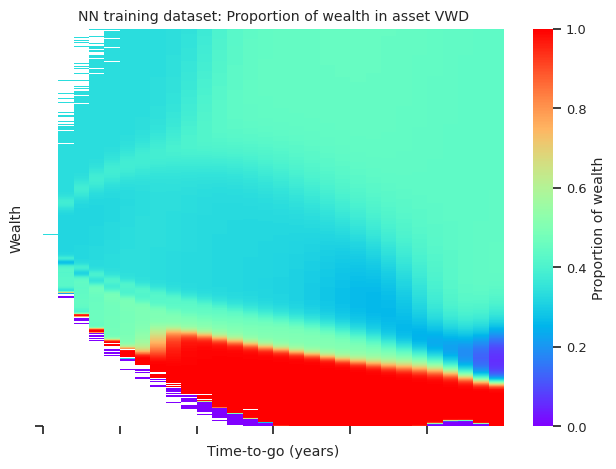 NN training dataset: Proportion of wealth in asset VWD
Wealth
Time-to-go (years)
1.0
0.8
0.6
0.4
0.2
0.0
Proportion of wealth